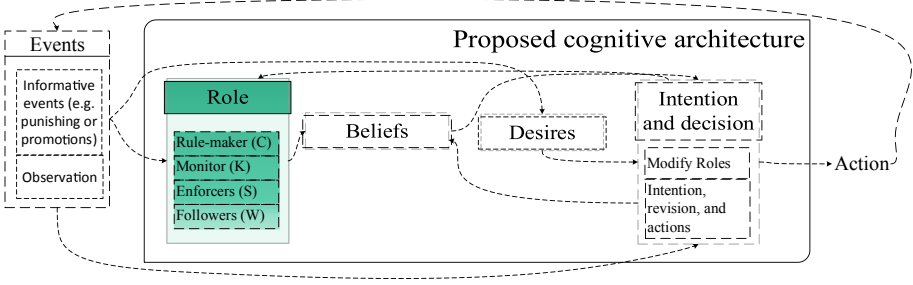 Proposed cognitive architecture
Events
Informative
events (e.g.
punishing or
promotions)
Observation
Role
Rule-maker (C)
Monitor (K)
Enforcers (S)
Followers (W)
Beliefs
Desires
Intention
and decision
Modify Roles
Intention,
revision, and
actions
Action